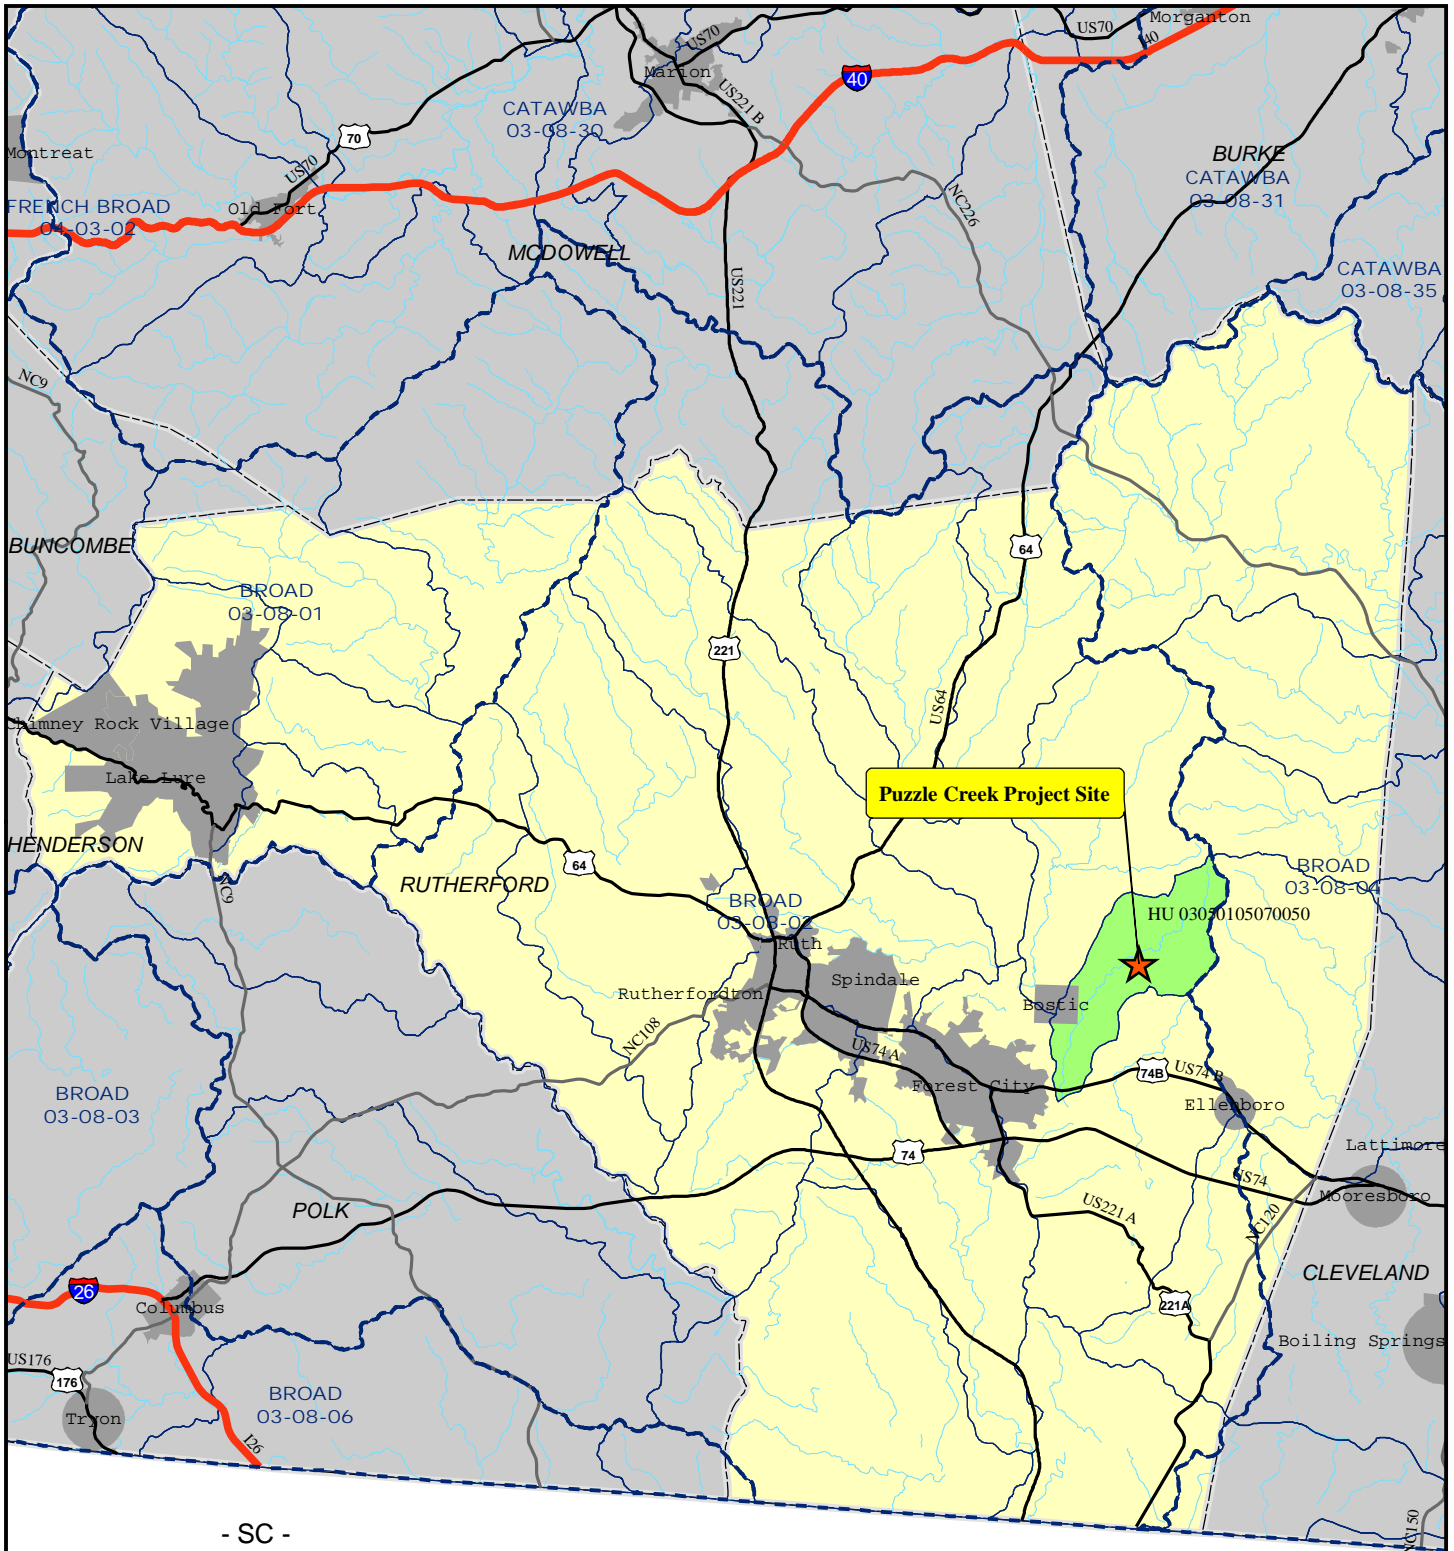 Morganton
US70
40
US70
Marion
40
US221 B
CATAWBA
03-08-30
70
Montreat
US70
BURKE
CATAWBA
03-08-31
NC226
FRENCH BROAD
04-03-02
Old Fort
MCDOWELL
US221
CATAWBA
03-08-35
NC9
BUNCOMBE
64
BROAD
03-08-01
221
US64
Chimney Rock Village
Lake Lure
Puzzle Creek Project Site
HENDERSON
64
RUTHERFORD
NC9
BROAD
03-08-02
BROAD
03-08-04
HU 03050105070050
Ruth
Spindale
Rutherfordton
Bostic
NC108
US74 A
74B
US74 B
Forest City
Ellenboro
BROAD
03-08-03
Lattimore
74
US74
Mooresboro
POLK
US221 A
NC120
CLEVELAND
26
Columbus
221A
Boiling Springs
US176
176
BROAD
03-08-06
Tryon
I26
- SC -
NC150